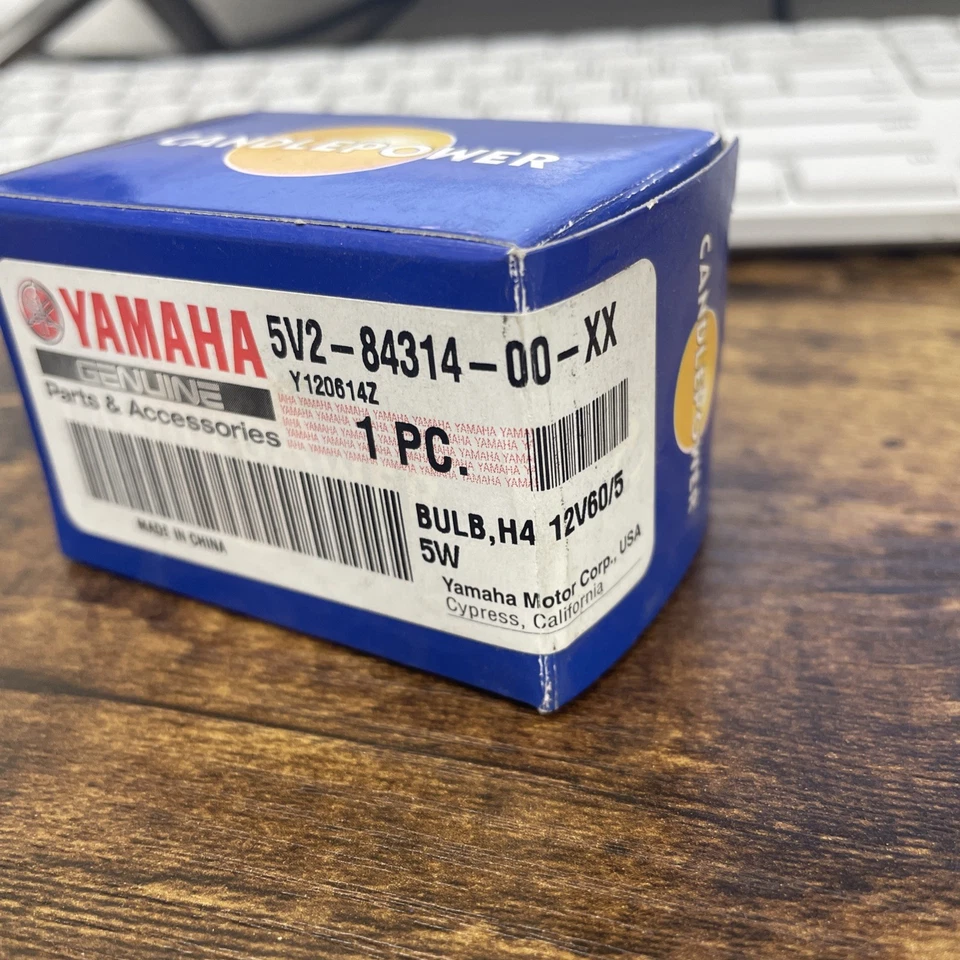 CANDLEPOWER
YAMAHA
5V2-84314-00-XX
GENUINE
Y120614Z
Parts & Accessories
1 PC.
BULB,H4 12V60/5
5W
MADE IN CHINA
Yamaha Motor Corp., USA
Cypress, California
CANDLEPOWER